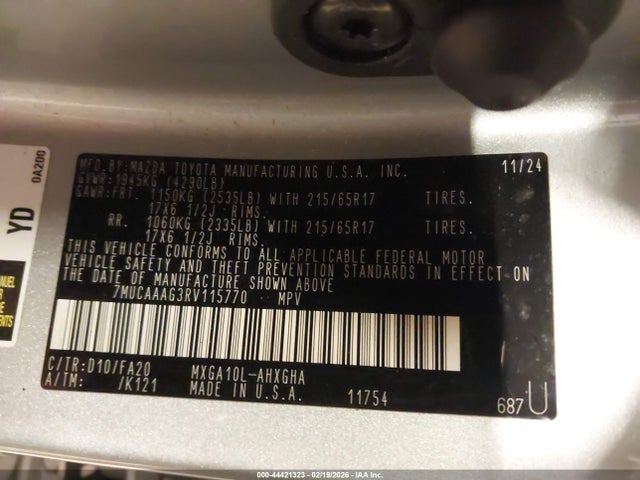 0A200
YD
MFD.BY:MAZDA TOYOTA MANUFACTURING U.S.A. INC. 11/24
GVWR:1945KG (4290LB)
GAWR:FRT. 1150KG (2535LB) WITH 215/65R17 TIRES.
17X6 1/2J RIMS.
RR. 1060KG (2335LB) WITH 215/65R17 TIRES.
17X6 1/2J RIMS.
THIS VEHICLE CONFORMS TO ALL APPLICABLE FEDERAL MOTOR
VEHICLE SAFETY AND THEFT PREVENTION STANDARDS IN EFFECT ON
THE DATE OF MANUFACTURE SHOWN ABOVE
7MUCAAAG3RV115770 MPV
C/TR:D10/FA20 MXGA10L-AHXGHA
A/TM: /K121 MADE IN U.S.A. 11754
687 U
000-44421323 - 02/19/2026 - IAA Inc.